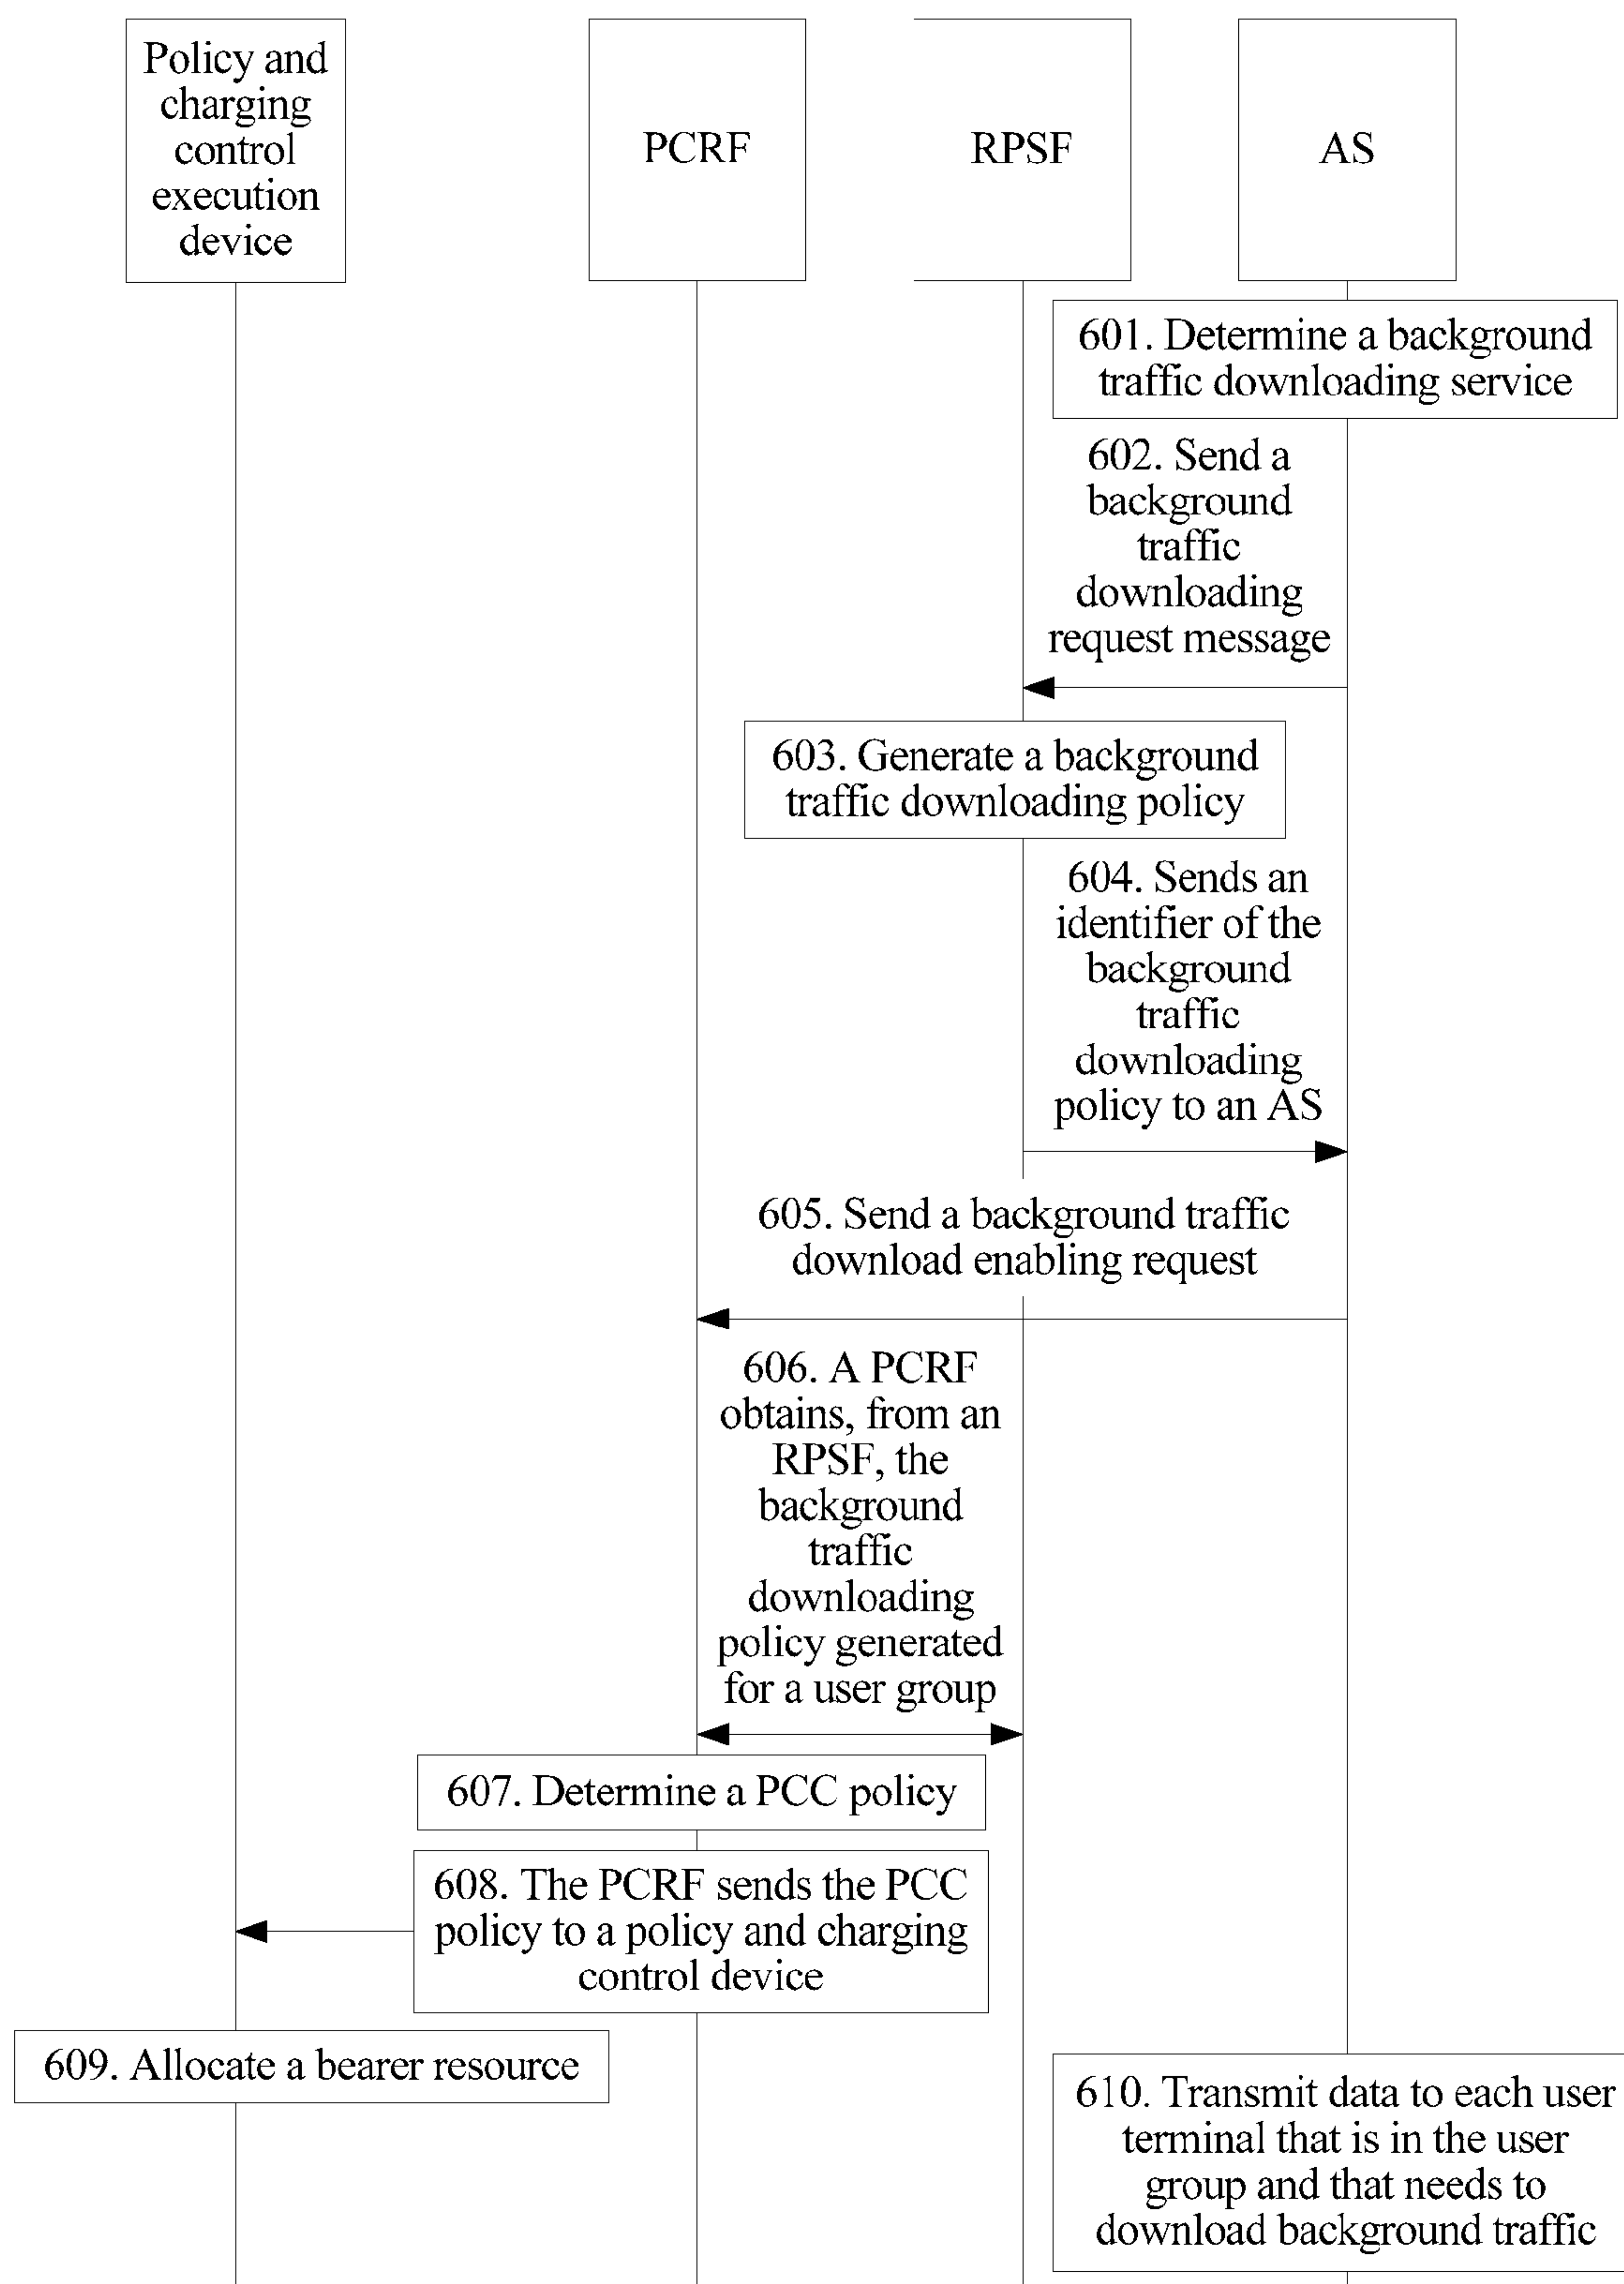 Policy and
charging
control
execution
device
PCRF
RPSF
AS
601. Determine a background
traffic downloading service
602. Send a
background
traffic
downloading
request message
603. Generate a background
traffic downloading policy
604. Sends an
identifier of the
background
traffic
downloading
policy to an AS
605. Send a background traffic
download enabling request
606. A PCRF
obtains, from an
RPSF, the
background
traffic
downloading
policy generated
for a user group
607. Determine a PCC policy
608. The PCRF sends the PCC
policy to a policy and charging
control device
609. Allocate a bearer resource
610. Transmit data to each user
terminal that is in the user
group and that needs to
download background traffic